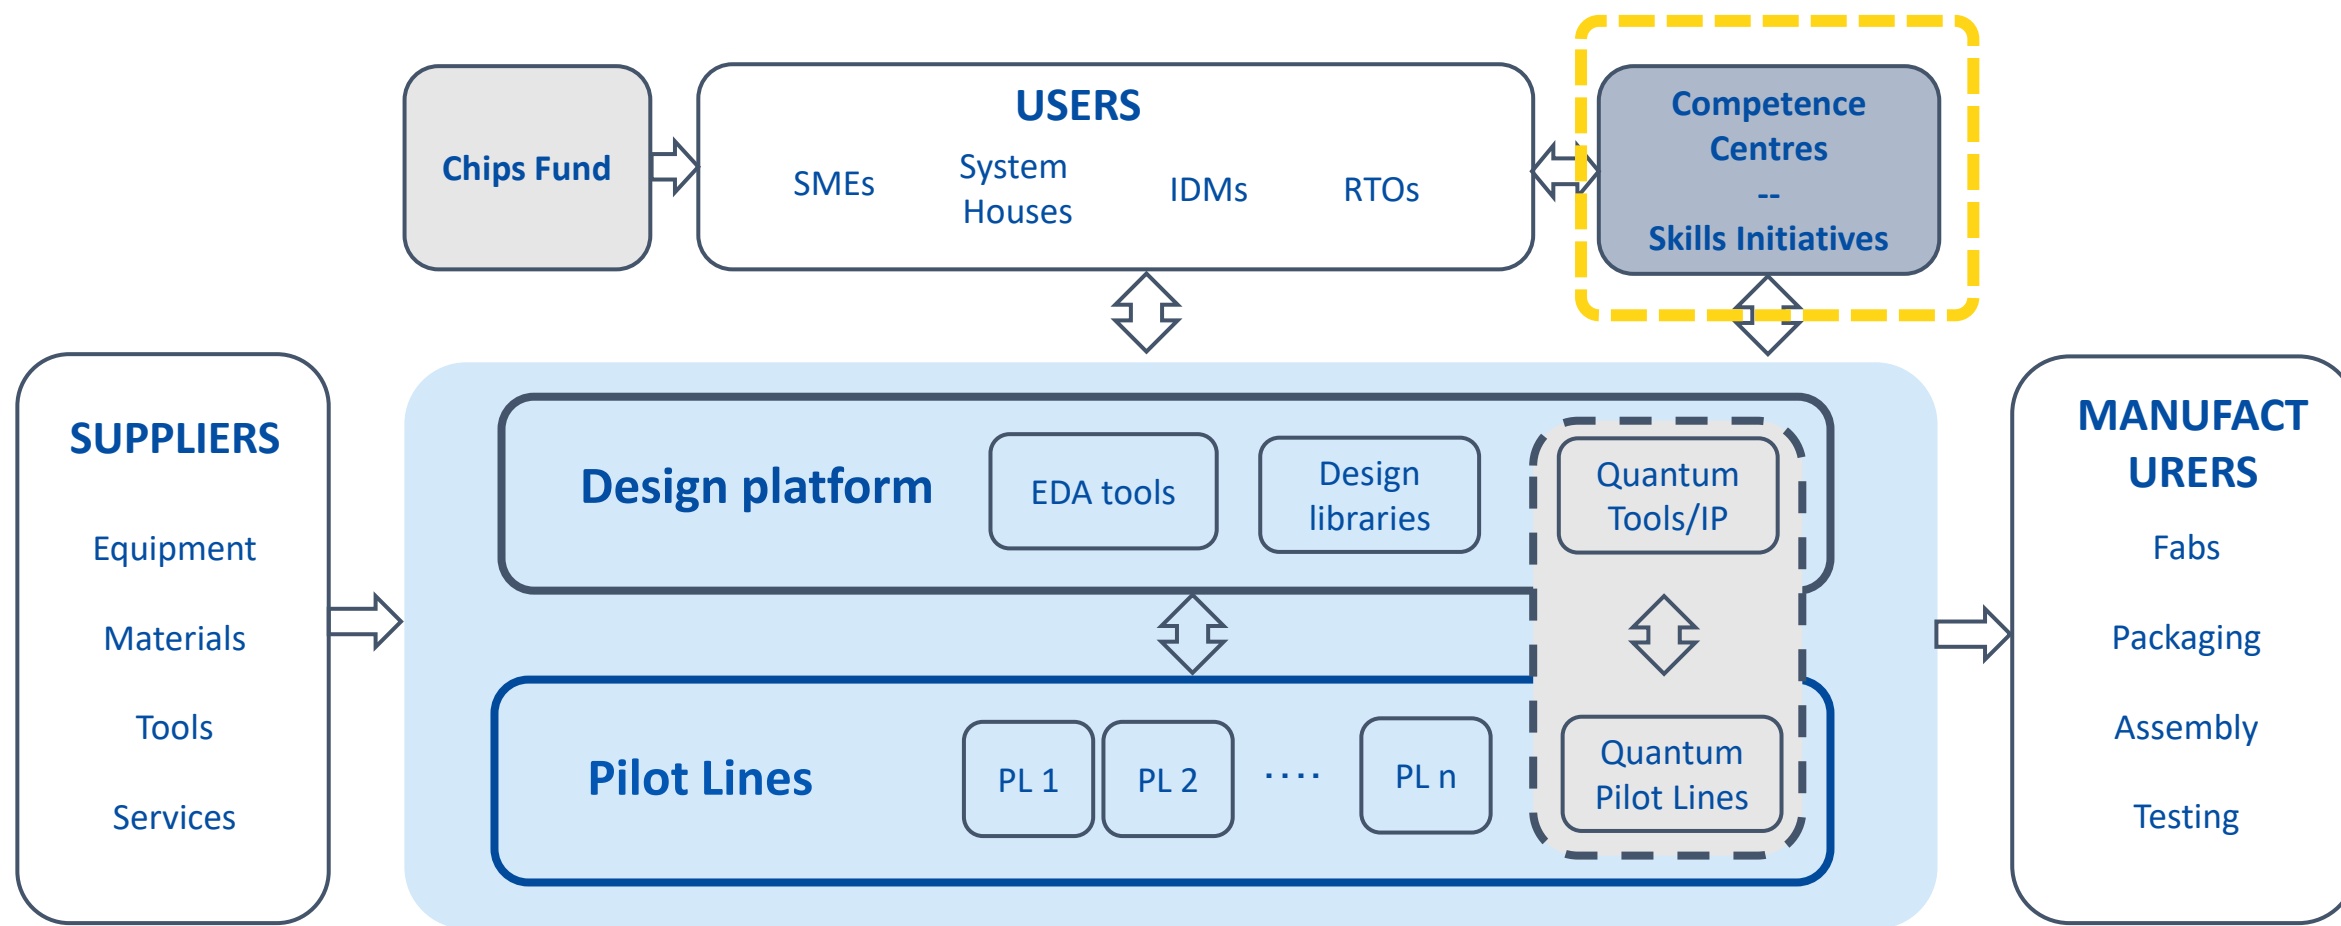 Chips Fund
USERS
SMEs
System
Houses
IDMs
RTOs
Competence
Centres
--
Skills Initiatives
SUPPLIERS
Equipment
Materials
Tools
Services
Design platform
EDA tools
Design
libraries
Quantum
Tools/IP
Pilot Lines
PL 1
PL 2
....
PL n
Quantum
Pilot Lines
MANUFACT
URERS
Fabs
Packaging
Assembly
Testing